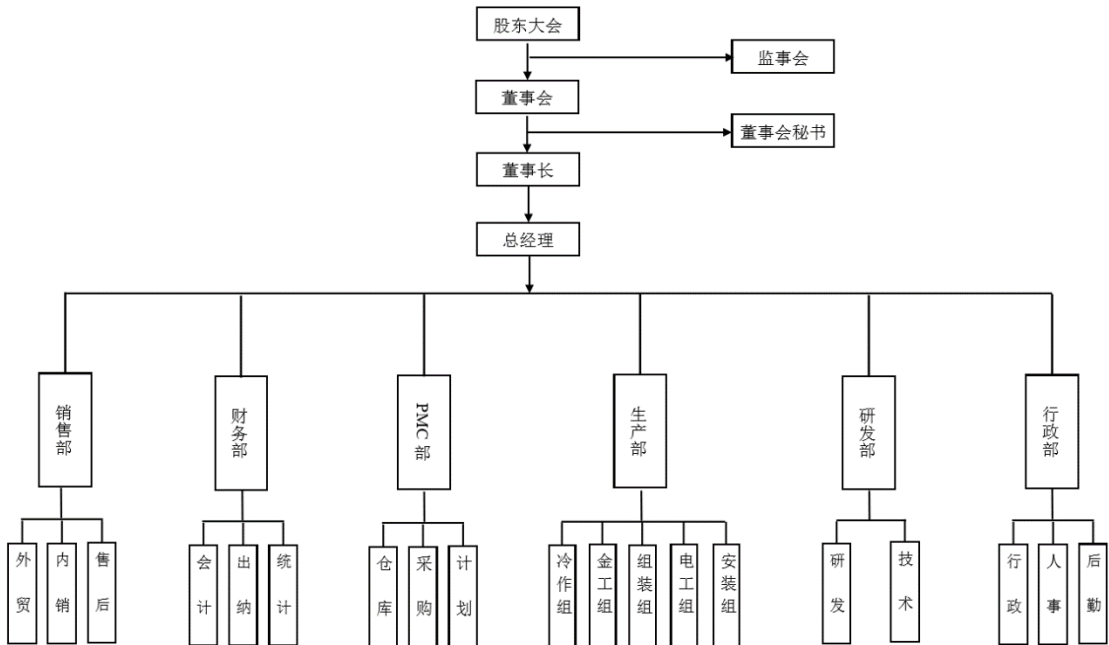 股东大会
监事会
董事会
董事会秘书
董事长
总经理
销售部
财务部
PMC 部
生产部
研发部
行政部
外贸
内销
售后
会计
出纳
统计
仓库
采购
计划
冷作组
金工组
组装组
电工组
安装组
研发
技术
行政
人事
后勤